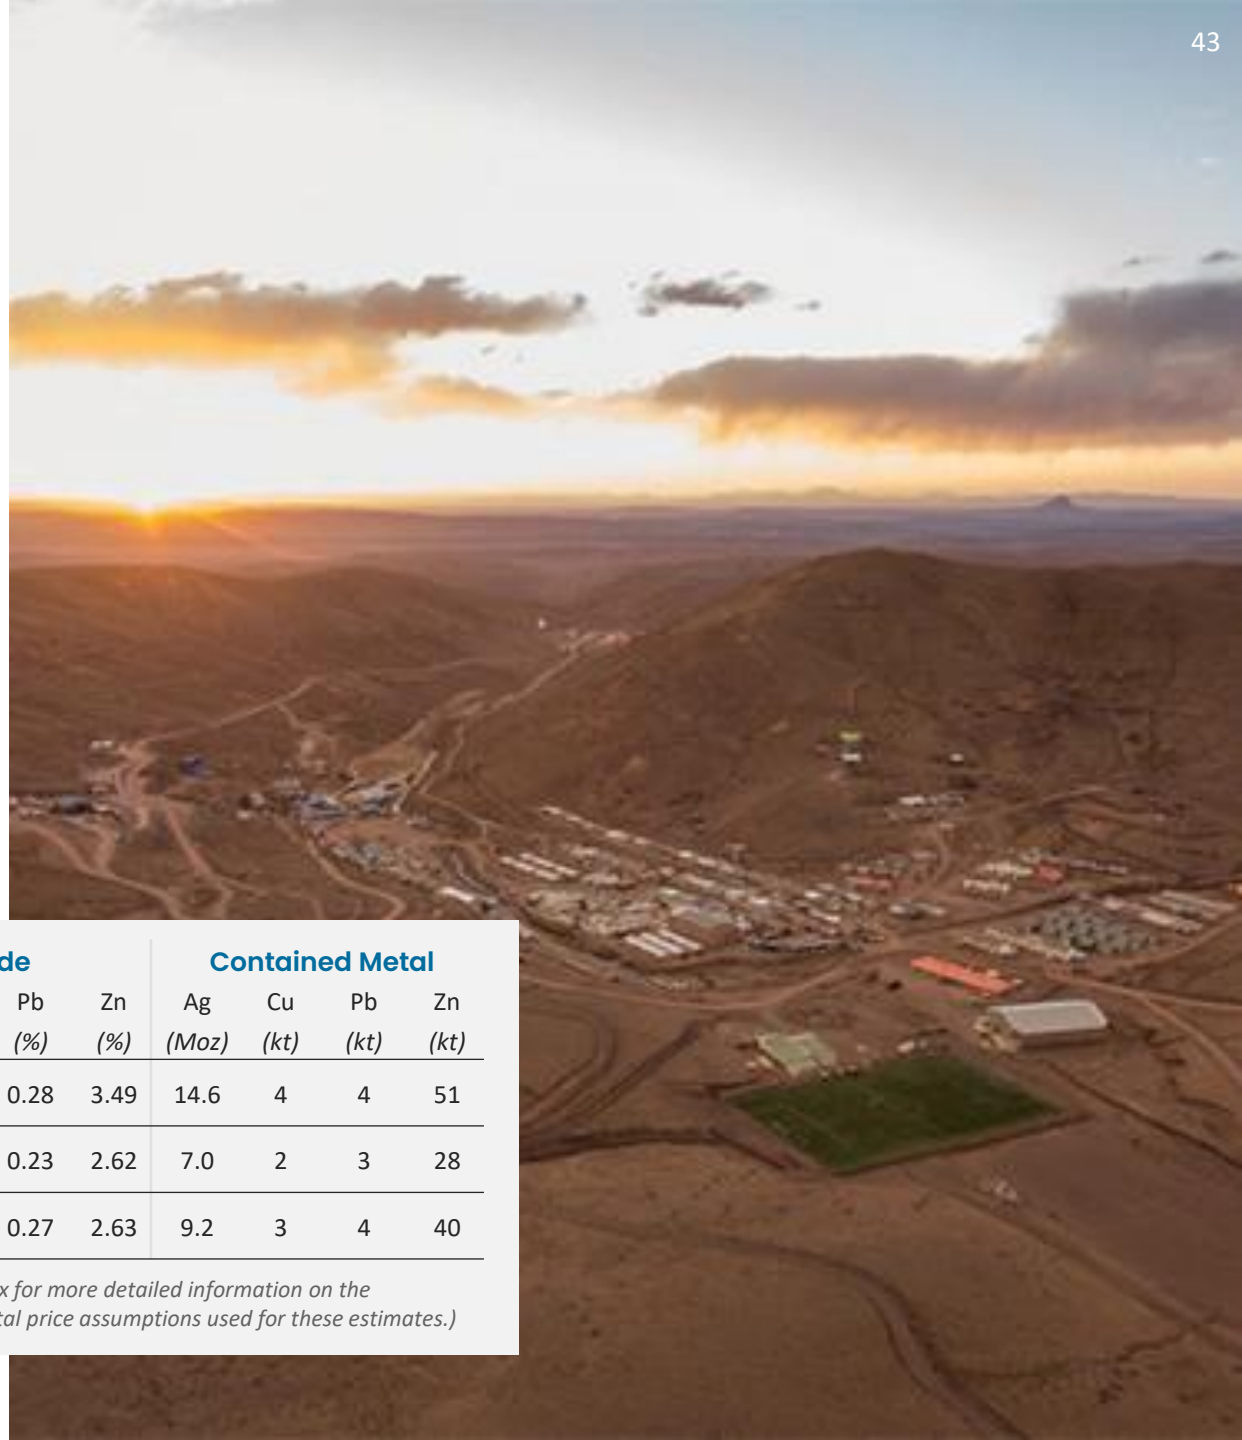 43
de Contained Metal
Pb Zn Ag Cu Pb Zn
(%) (%) (Moz) (kt) (kt) (kt)
0.28 3.49 14.6 4 4 51
0.23 2.62 7.0 2 3 28
0.27 2.63 9.2 3 4 40
x for more detailed information on the
tal price assumptions used for these estimates.)